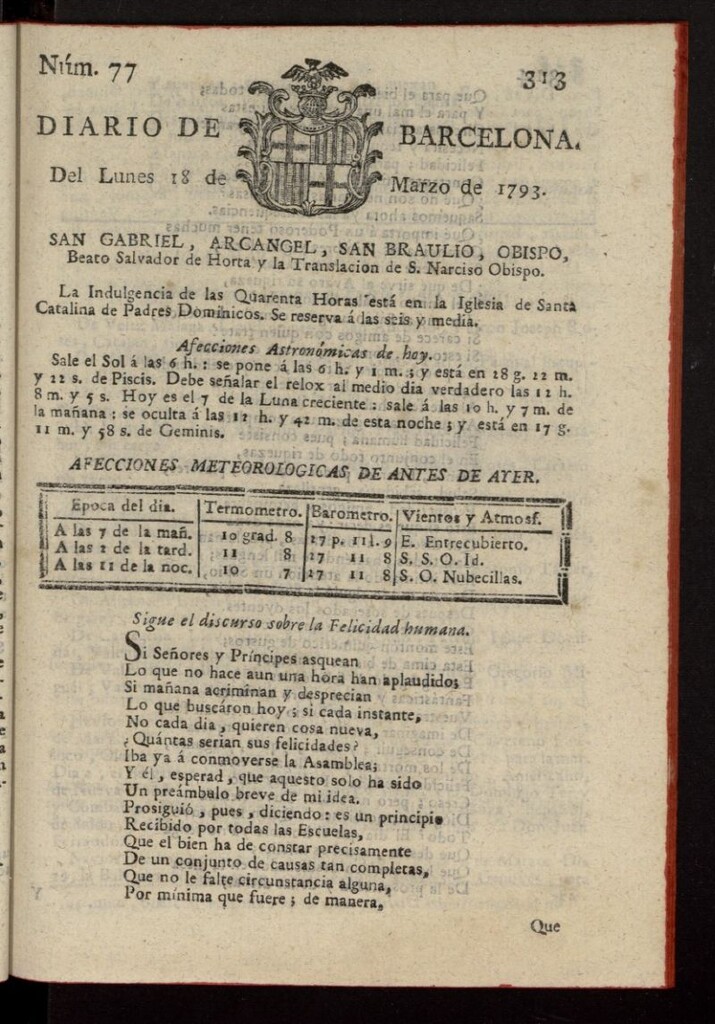 Núm. 77
313
DIARIO DE BARCELONA.
Del Lunes 18 de Marzo de 1793.
SAN GABRIEL, ARCANGEL, SAN BRAULIO, OBISPO,
Beato Salvador de Horta y la Translacion de S. Narciso Obispo.
La Indulgencia de las Quarenta Horas está en la Iglesia de Santa
Catalina de Padres Dominicos. Se reserva á las seis y media.
Afecciones Astronómicas de hoy.
Sale el Sol á las 6 h. : se pone á las 6 h. y 1 m. ; y está en 28 g. 22 m.
y 22 s. de Piscis. Debe señalar el relox al medio dia verdadero las 12 h.
8 m. y 5 s. Hoy es el 7 de la Luna creciente : sale á las 10 h. y 7 m. de
la mañana : se oculta á las 12 h. y 42 m. de esta noche ; y está en 17 g.
11 m. y 58 s. de Geminis.
AFECCIONES METEOROLOGICAS DE ANTES DE AYER.
Epoca del dia. Termometro. Barometro. Vientos y Atmosf.
A las 7 de la mañ. 10 grad. 8 27 p. 11 l. 9 E. Entrecubierto.
A las 2 de la tard. 11 8 27 11 8 S. S. O. Id.
A las 11 de la noc. 10 7 27 11 8 S. O. Nubecillas.
Sigue el discurso sobre la Felicidad humana.
Si Señores y Príncipes asquean
Lo que no hace aun una hora han aplaudido;
Si mañana acriminan y desprecian
Lo que buscáron hoy ; si cada instante,
No cada dia, quieren cosa nueva,
¿Quántas serian sus felicidades?
Iba ya á conmoverse la Asamblea;
Y él, esperad, que aquesto solo ha sido
Un preámbulo breve de mi idea.
Prosiguió, pues, diciendo: es un principio
Recibido por todas las Escuelas,
Que el bien ha de constar precisamente
De un conjunto de causas tan completas,
Que no le falte circunstancia alguna,
Por mínima que fuere ; de manera,
Que